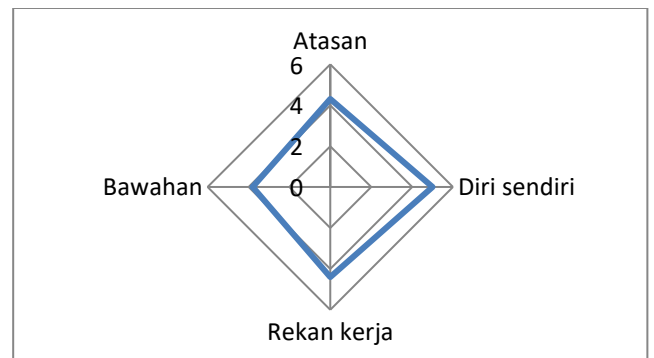 Atasan
6
4
2
Bawahan
0
Diri sendiri
Rekan kerja